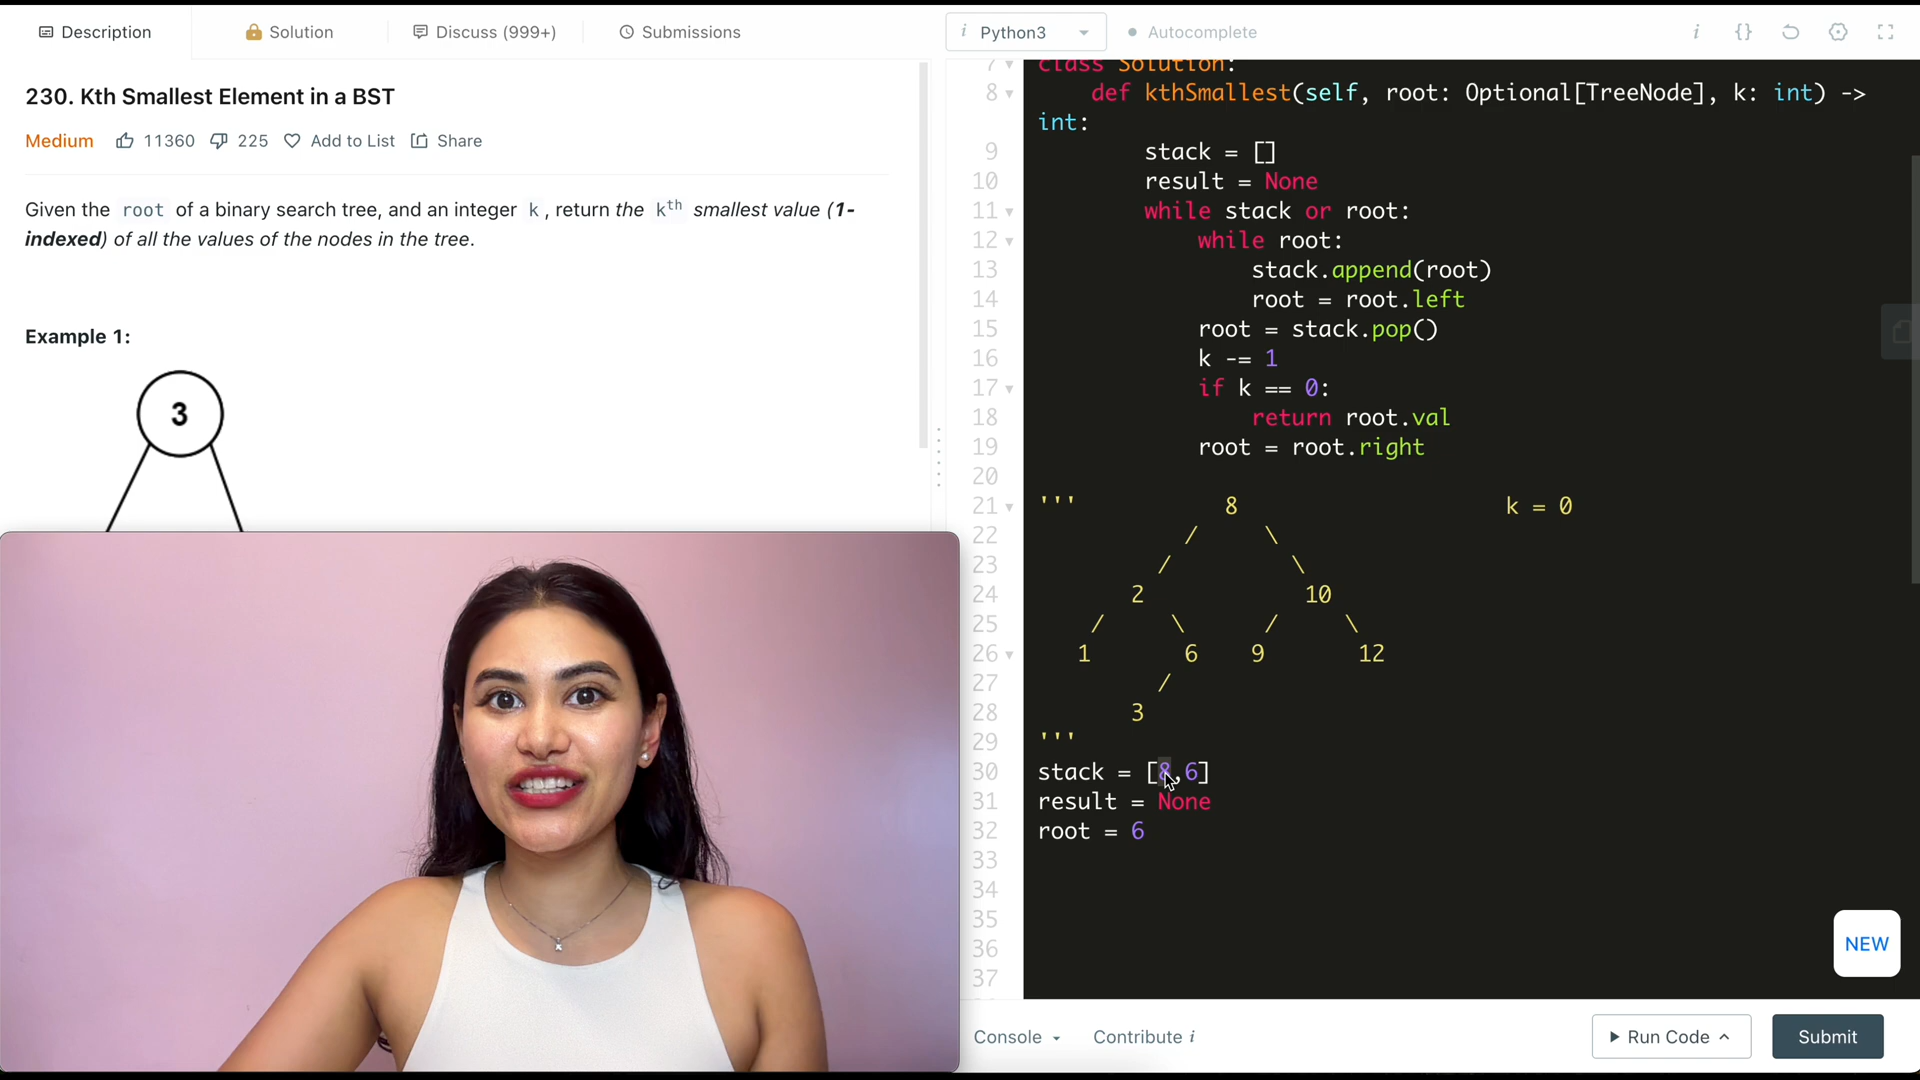 Description
Solution
Discuss (999+)
Submissions
230. Kth Smallest Element in a BST
Medium 11360 225 Add to List Share
Given the root of a binary search tree, and an integer k, return the kth smallest value (1-
indexed) of all the values of the nodes in the tree.
Example 1:
3
i Python3
Autocomplete
i {}
7 class Solution:
8 def kthSmallest(self, root: Optional[TreeNode], k: int) ->
int:
9 stack = []
10 result = None
11 while stack or root:
12 while root:
13 stack.append(root)
14 root = root.left
15 root = stack.pop()
16 k -= 1
17 if k == 0:
18 return root.val
19 root = root.right
20
21 ''' 8 k = 0
22 / \
23 / \
24 2 10
25 / \ / \
26 1 6 9 12
27 /
28 3
29 '''
30 stack = [8,6]
31 result = None
32 root = 6
33
34
35
36
37
NEW
Console
Contribute i
Run Code
Submit